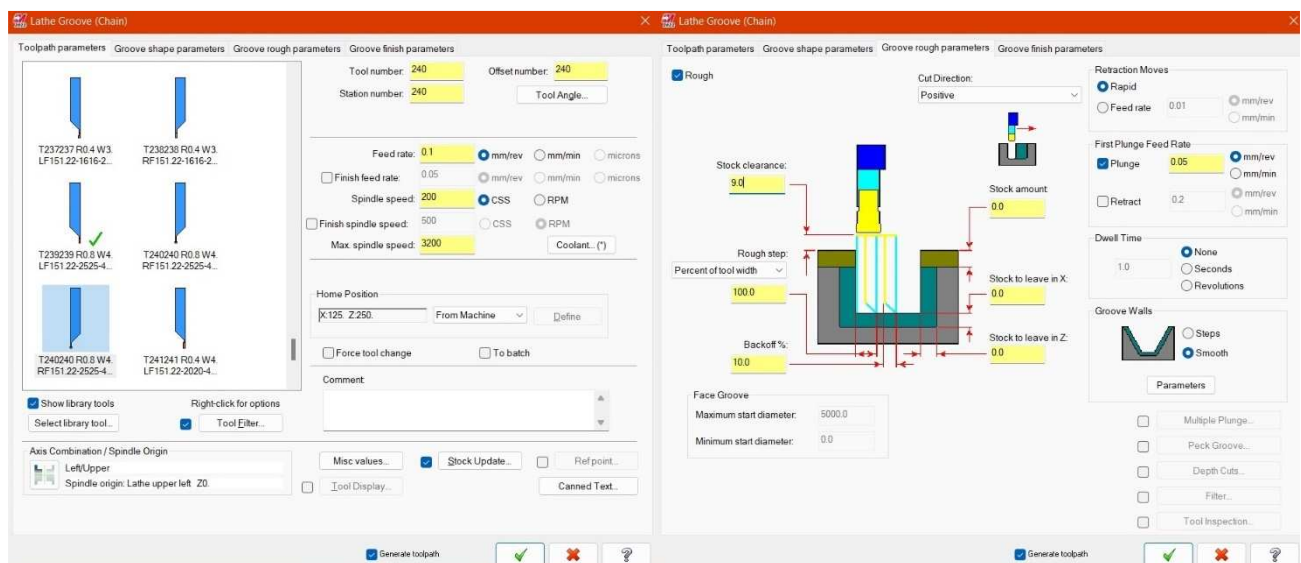 Lathe Groove (Chain)
Toolpath parameters Groove shape parameters Groove rough parameters Groove finish parameters
T237237 R0.4 W3.
LF151.22-1616-2...
T238238 R0.4 W3.
RF151.22-1616-2...
T239239 R0.8 W4.
LF151.22-2525-4...
T240240 R0.8 W4.
RF151.22-2525-4...
T240240 R0.8 W4.
RF151.22-2525-4...
T241241 R0.4 W4.
LF151.22-2020-4...
Show library tools
Right-click for options
Select library tool...
Tool Filter...
Tool number: 240
Offset number: 240
Station number: 240
Tool Angle...
Feed rate: 0.1 mm/rev mm/min microns
Finish feed rate: 0.05 mm/rev mm/min microns
Spindle speed: 200 CSS RPM
Finish spindle speed: 500 CSS RPM
Max. spindle speed: 3200
Coolant... (*)
Home Position
X:125. Z:250. From Machine Define
Force tool change To batch
Comment
Axis Combination / Spindle Origin
Left/Upper
Spindle origin: Lathe upper left Z0.
Misc values... Stock Update... Ref point...
Tool Display... Canned Text...
Generate toolpath
Lathe Groove (Chain)
Toolpath parameters Groove shape parameters Groove rough parameters Groove finish parameters
Rough
Cut Direction:
Positive
Stock clearance:
9.0
Stock amount
0.0
Rough step:
Percent of tool width
100.0
Stock to leave in X:
0.0
Backoff %:
10.0
Stock to leave in Z:
0.0
Face Groove
Maximum start diameter: 5000.0
Minimum start diameter: 0.0
Retraction Moves
Rapid
Feed rate 0.01 mm/rev
mm/min
First Plunge Feed Rate
Plunge 0.05 mm/rev
mm/min
Retract 0.2 mm/rev
mm/min
Dwell Time
None
1.0 Seconds
Revolutions
Groove Walls
Steps
Smooth
Parameters
Multiple Plunge...
Peck Groove...
Depth Cuts...
Filter...
Tool Inspection...
Generate toolpath